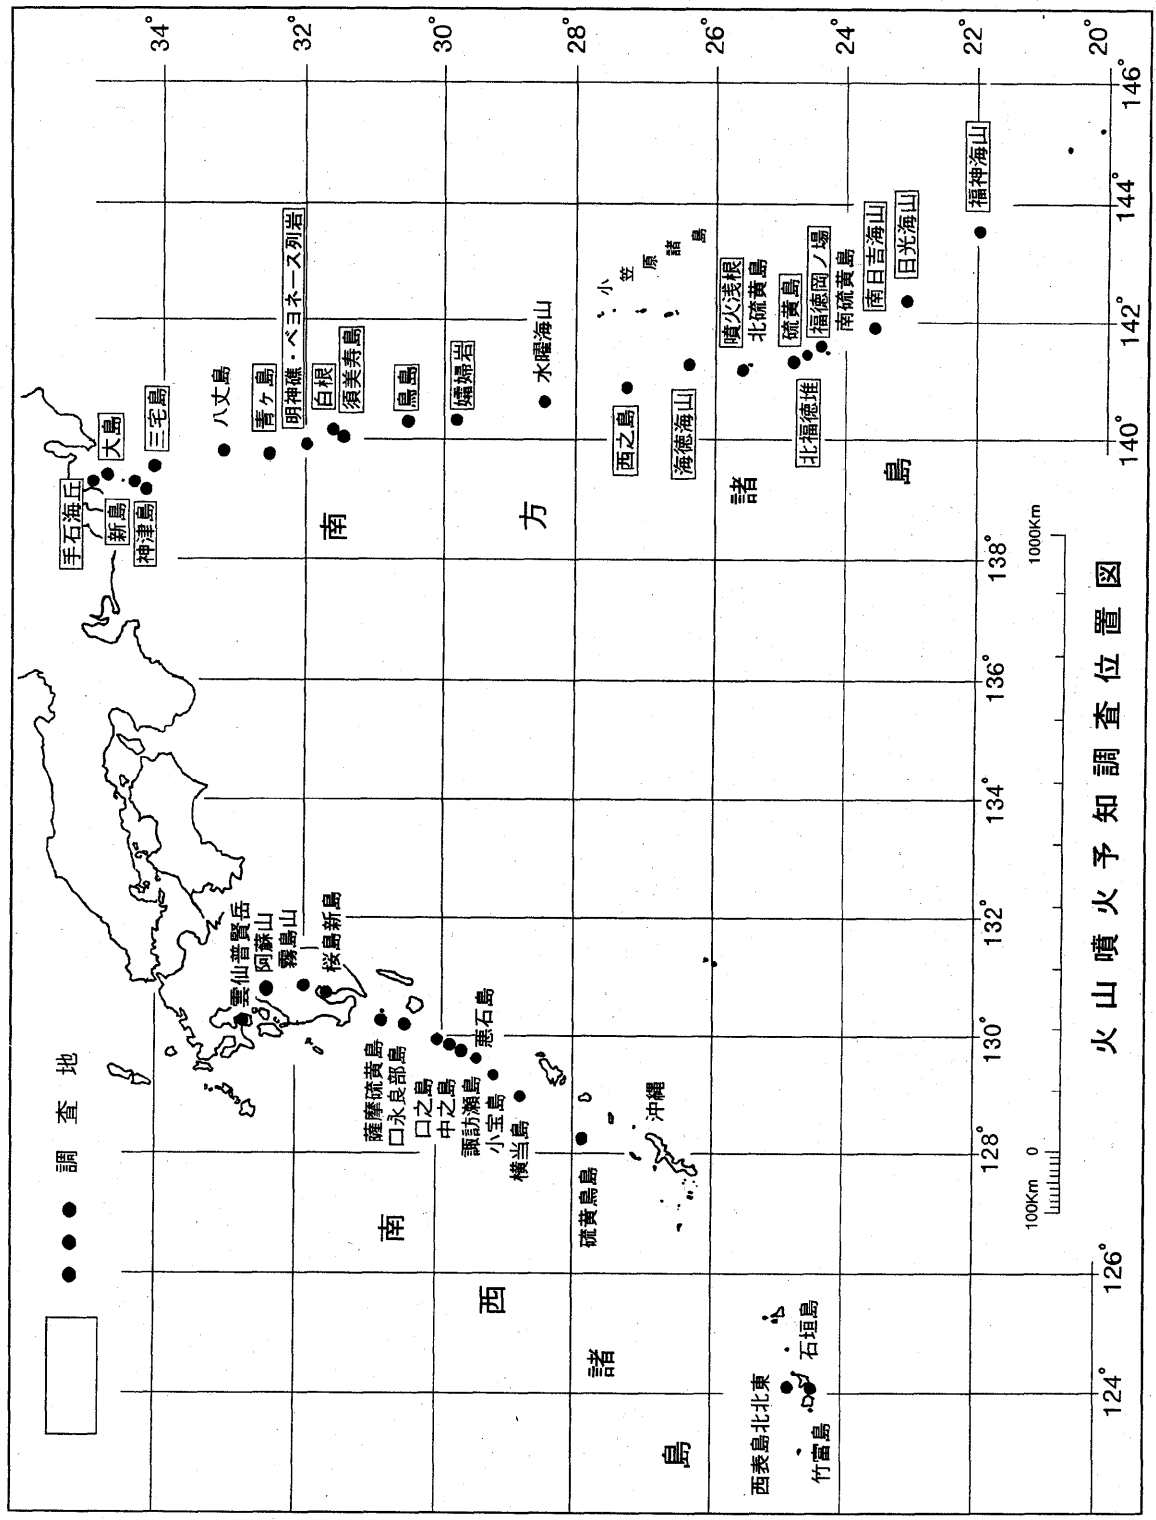 調査地
34°
32°
30°
28°
26°
24°
22°
20°
146°
144°
142°
140°
138°
136°
134°
132°
130°
128°
126°
124°
手石海丘
大島
新島
神津島
三宅島
八丈島
青ヶ島
明神礁・ベヨネース列岩
白根
須美寿島
鳥島
孀婦岩
水曜海山
西之島
海徳海山
噴火浅根
北硫黄島
硫黄島
北福徳堆
福徳岡ノ場
南硫黄島
南日吉海山
日光海山
福神海山
小笠原諸島
南方諸島
雲仙普賢岳
阿蘇山
霧島山
桜島新島
薩摩硫黄島
口永良部島
口之島
中之島
諏訪瀬島
悪石島
小宝島
横当島
硫黄鳥島
沖縄
南西諸島
西表島北北東
石垣島
竹富島
100Km 0 1000Km
火山噴火予知調査位置図